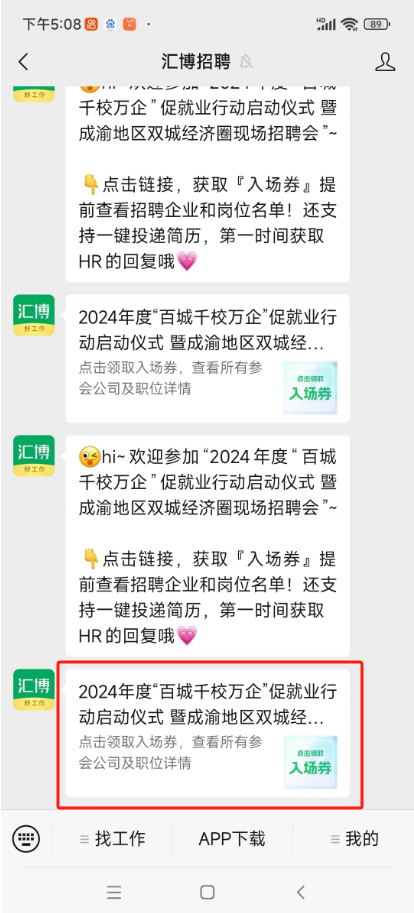 下午5:08
89
汇博招聘
hi~ 欢迎参加 “2024 年度 “ 百城
千校万企 ” 促就业行动启动仪式 暨
成渝地区双城经济圈现场招聘会 ”~
👇点击链接，获取『入场券』提
前查看招聘企业和岗位名单！还支
持一键投递简历，第一时间获取
HR 的回复哦💗
好工作
汇博
好工作
2024年度“百城千校万企”促就业行
动启动仪式 暨成渝地区双城经...
点击领取入场券，查看所有参
会公司及职位详情
点击领取
入场券
汇博
好工作
😜hi~ 欢迎参加 “2024 年度 “ 百城
千校万企 ” 促就业行动启动仪式 暨
成渝地区双城经济圈现场招聘会 ”~
👇点击链接，获取『入场券』提
前查看招聘企业和岗位名单！还支
持一键投递简历，第一时间获取
HR 的回复哦💗
汇博
好工作
2024年度“百城千校万企”促就业行
动启动仪式 暨成渝地区双城经...
点击领取入场券，查看所有参
会公司及职位详情
点击领取
入场券
找工作
APP下载
我的